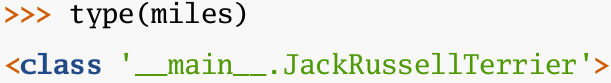 >>> type(miles)
<class '__main__.JackRussellTerrier'>